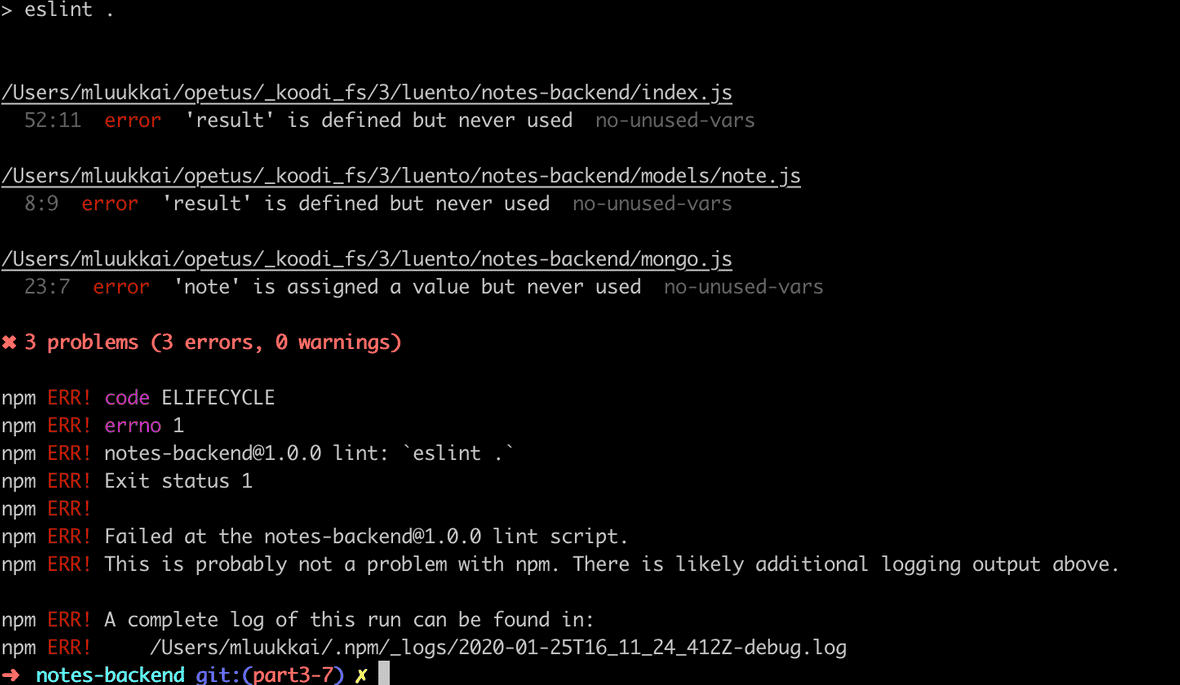 > eslint .
/Users/mluukkai/opetus/_koodi_fs/3/luento/notes-backend/index.js
52:11  error  'result' is defined but never used  no-unused-vars
/Users/mluukkai/opetus/_koodi_fs/3/luento/notes-backend/models/note.js
8:9  error  'result' is defined but never used  no-unused-vars
/Users/mluukkai/opetus/_koodi_fs/3/luento/notes-backend/mongo.js
23:7  error  'note' is assigned a value but never used  no-unused-vars
✖ 3 problems (3 errors, 0 warnings)
npm ERR! code ELIFECYCLE
npm ERR! errno 1
npm ERR! notes-backend@1.0.0 lint: `eslint .`
npm ERR! Exit status 1
npm ERR!
npm ERR! Failed at the notes-backend@1.0.0 lint script.
npm ERR! This is probably not a problem with npm. There is likely additional logging output above.
npm ERR! A complete log of this run can be found in:
npm ERR!     /Users/mluukkai/.npm/_logs/2020-01-25T16_11_24_412Z-debug.log
➜ notes-backend git:(part3-7) ✗